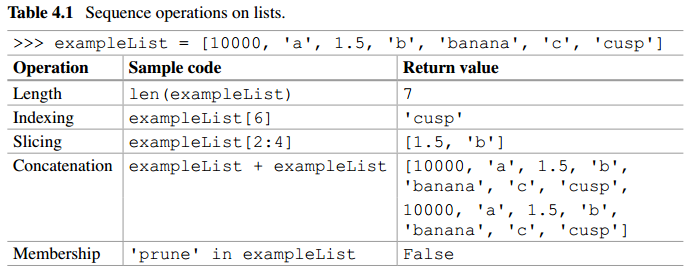 Table 4.1 Sequence operations on lists.
>>> exampleList = [10000, 'a', 1.5, 'b', 'banana', 'c', 'cusp']
Operation Sample code Return value
Length len(exampleList) 7
Indexing exampleList[6] 'cusp'
Slicing exampleList[2:4] [1.5, 'b']
Concatenation exampleList + exampleList [10000, 'a', 1.5, 'b',
'banana', 'c', 'cusp',
10000, 'a', 1.5, 'b',
'banana', 'c', 'cusp']
Membership 'prune' in exampleList False